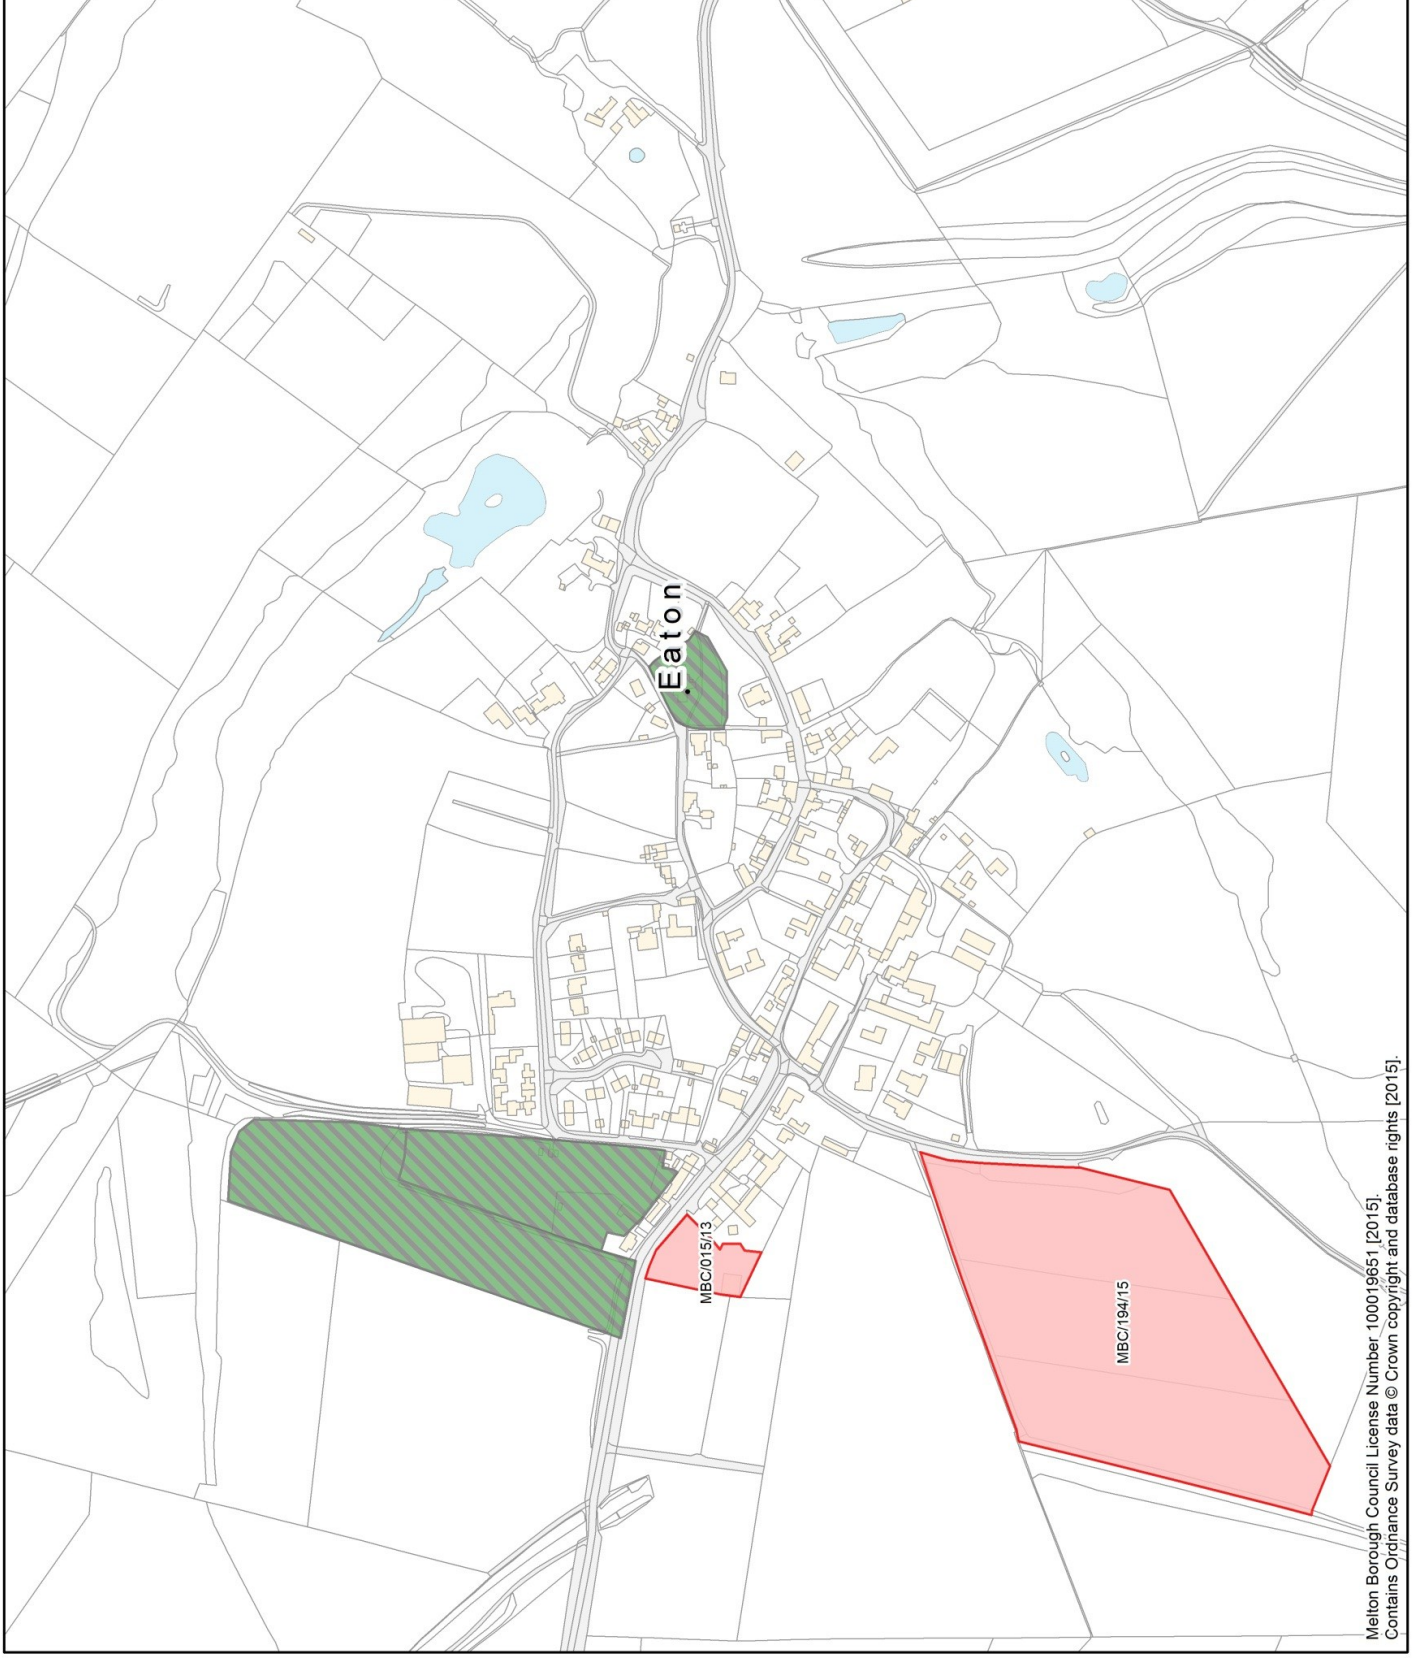 Eaton
MBC/015/13
MBC/194/15
Melton Borough Council License Number 100019651 [2015].
Contains Ordnance Survey data © Crown copyright and database rights [2015].